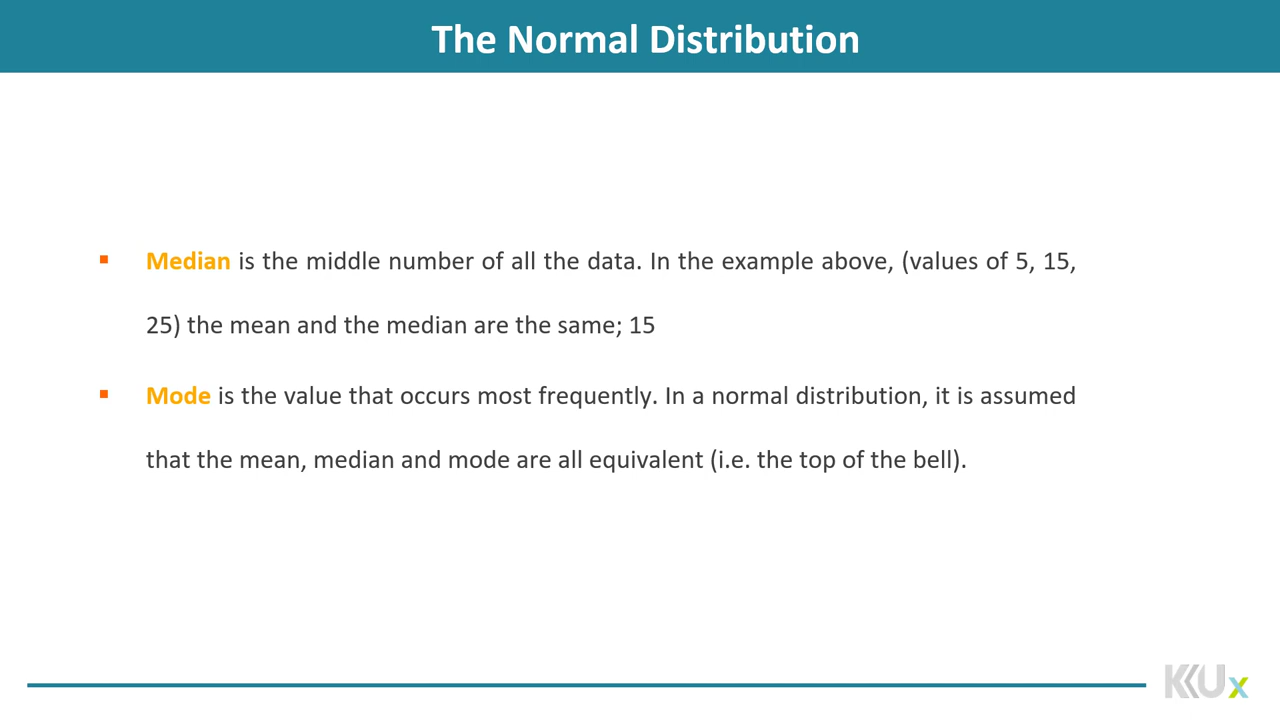 The Normal Distribution
▪ Median is the middle number of all the data. In the example above, (values of 5, 15,
25) the mean and the median are the same; 15
▪ Mode is the value that occurs most frequently. In a normal distribution, it is assumed
that the mean, median and mode are all equivalent (i.e. the top of the bell).
KKUx